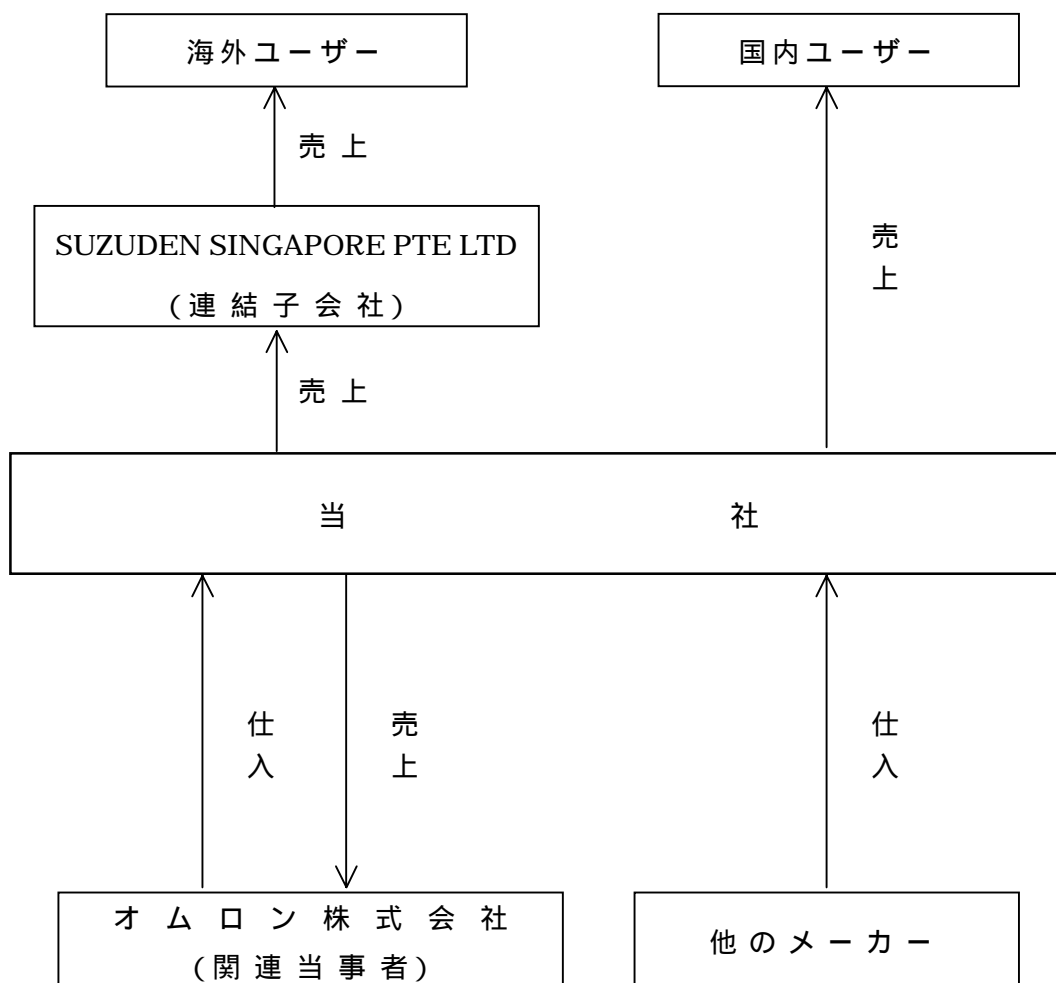 海外ユーザー
国内ユーザー
売上
SUZUDEN SINGAPORE PTE LTD
(連結子会社)
売上
売上
当社
仕入
売上
仕入
オムロン株式会社
(関連当事者)
他のメーカー